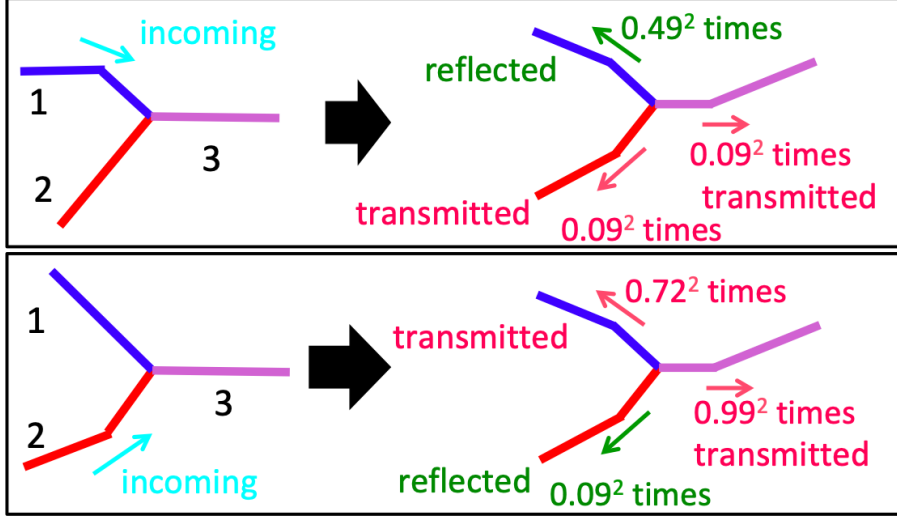 incoming
1
2
3
0.49² times
reflected
0.09² times
transmitted
transmitted
0.09² times
1
2
3
incoming
0.72² times
transmitted
0.99² times
transmitted
reflected
0.09² times